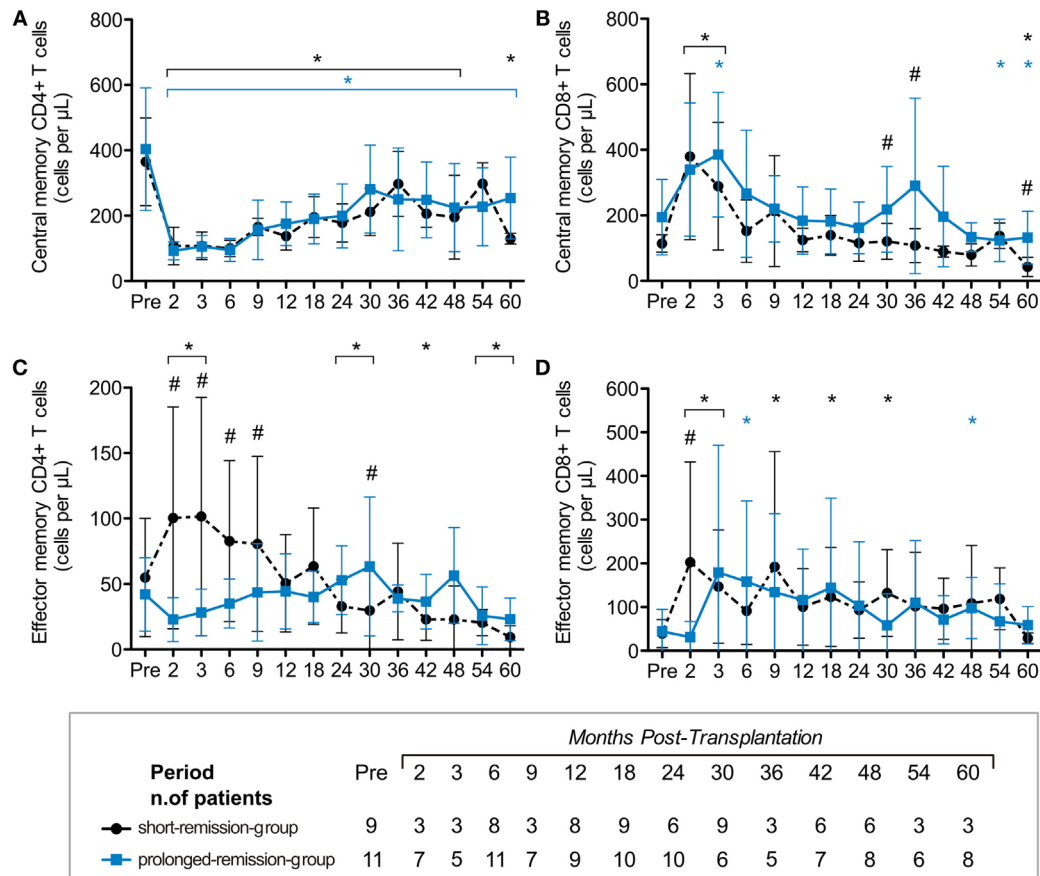 A
Central memory CD4+ T cells
(cells per µL)
800
600
400
200
0
* *
*
Pre 2 3 6 9 12 18 24 30 36 42 48 54 60
B
Central memory CD8+ T cells
(cells per µL)
800
600
400
200
0
* *
* * *
# # #
Pre 2 3 6 9 12 18 24 30 36 42 48 54 60
C
Effector memory CD4+ T cells
(cells per µL)
200
150
100
50
0
* * * *
# # # # #
Pre 2 3 6 9 12 18 24 30 36 42 48 54 60
D
Effector memory CD8+ T cells
(cells per µL)
600
500
400
300
200
100
0
* * * *
* *
#
Pre 2 3 6 9 12 18 24 30 36 42 48 54 60
Months Post-Transplantation
Period Pre 2 3 6 9 12 18 24 30 36 42 48 54 60
n.of patients
short-remission-group 9 3 3 8 3 8 9 6 9 3 6 6 3 3
prolonged-remission-group 11 7 5 11 7 9 10 10 6 5 7 8 6 8